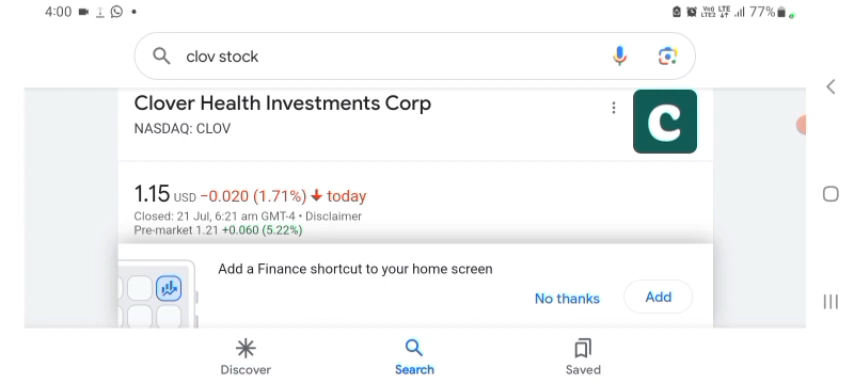 4:00
77%
clov stock
Clover Health Investments Corp
NASDAQ: CLOV
C
1.15 USD −0.020 (1.71%) today
Closed: 21 Jul, 6:21 am GMT-4 • Disclaimer
Pre-market 1.21 +0.060 (5.22%)
Add a Finance shortcut to your home screen
No thanks
Add
Discover
Search
Saved